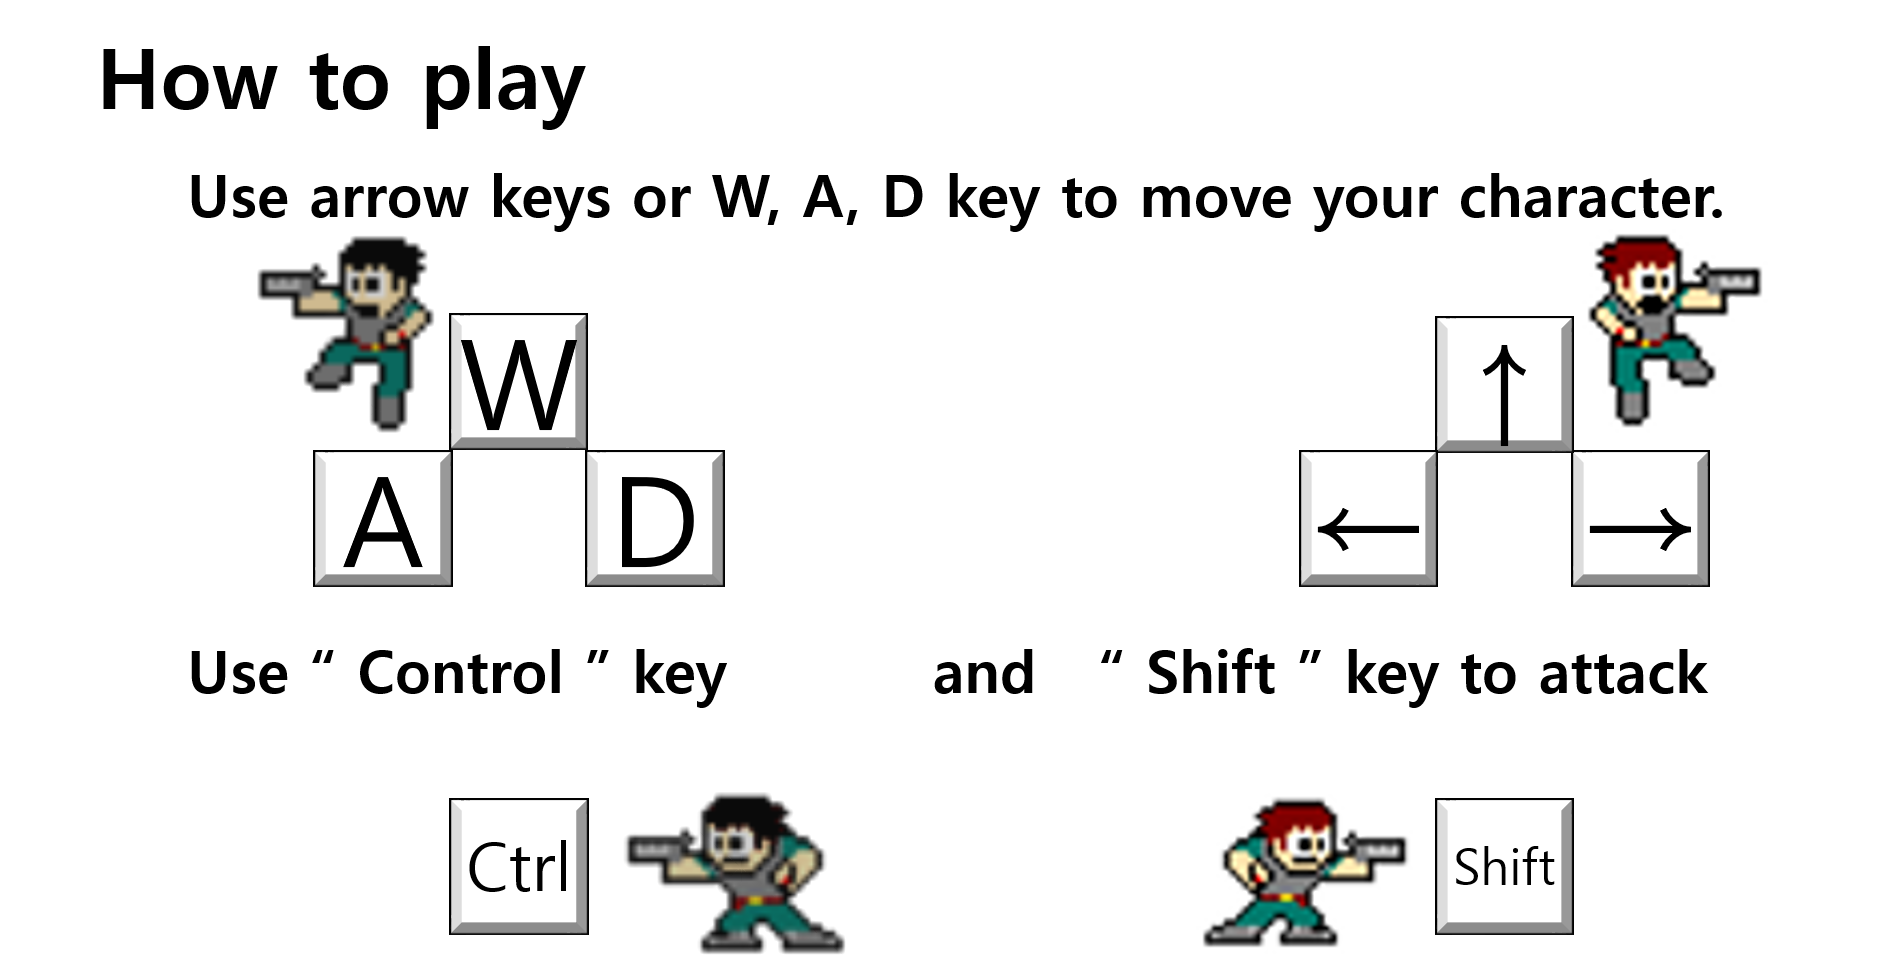 How to play
Use arrow keys or W, A, D key to move your character.
W
↑
A D
← →
Use “ Control ” key and “ Shift ” key to attack
Ctrl
Shift